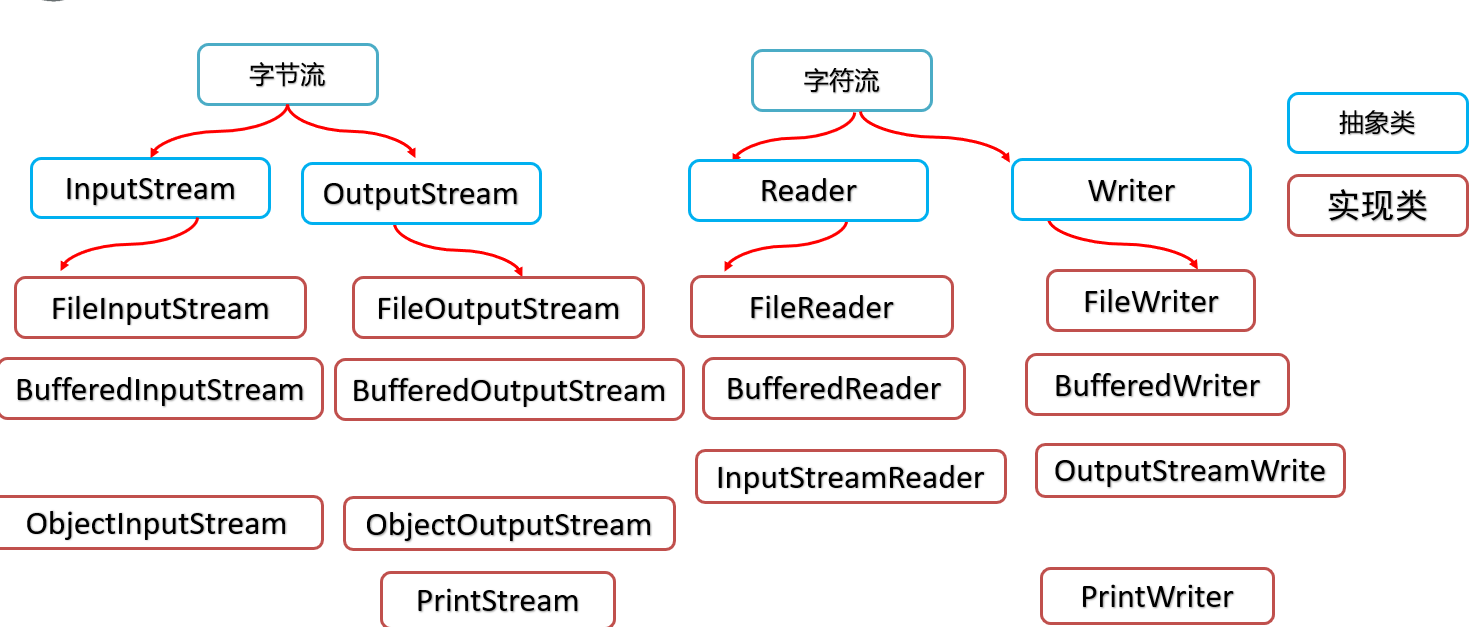 字节流
字符流
抽象类
InputStream
OutputStream
Reader
Writer
实现类
FileInputStream
FileOutputStream
FileReader
FileWriter
BufferedInputStream
BufferedOutputStream
BufferedReader
BufferedWriter
InputStreamReader
OutputStreamWrite
ObjectInputStream
ObjectOutputStream
PrintStream
PrintWriter